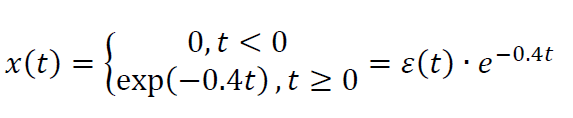 x(t) = { 0, t < 0
exp(−0.4t) , t ≥ 0 = ε(t) · e^{−0.4t}